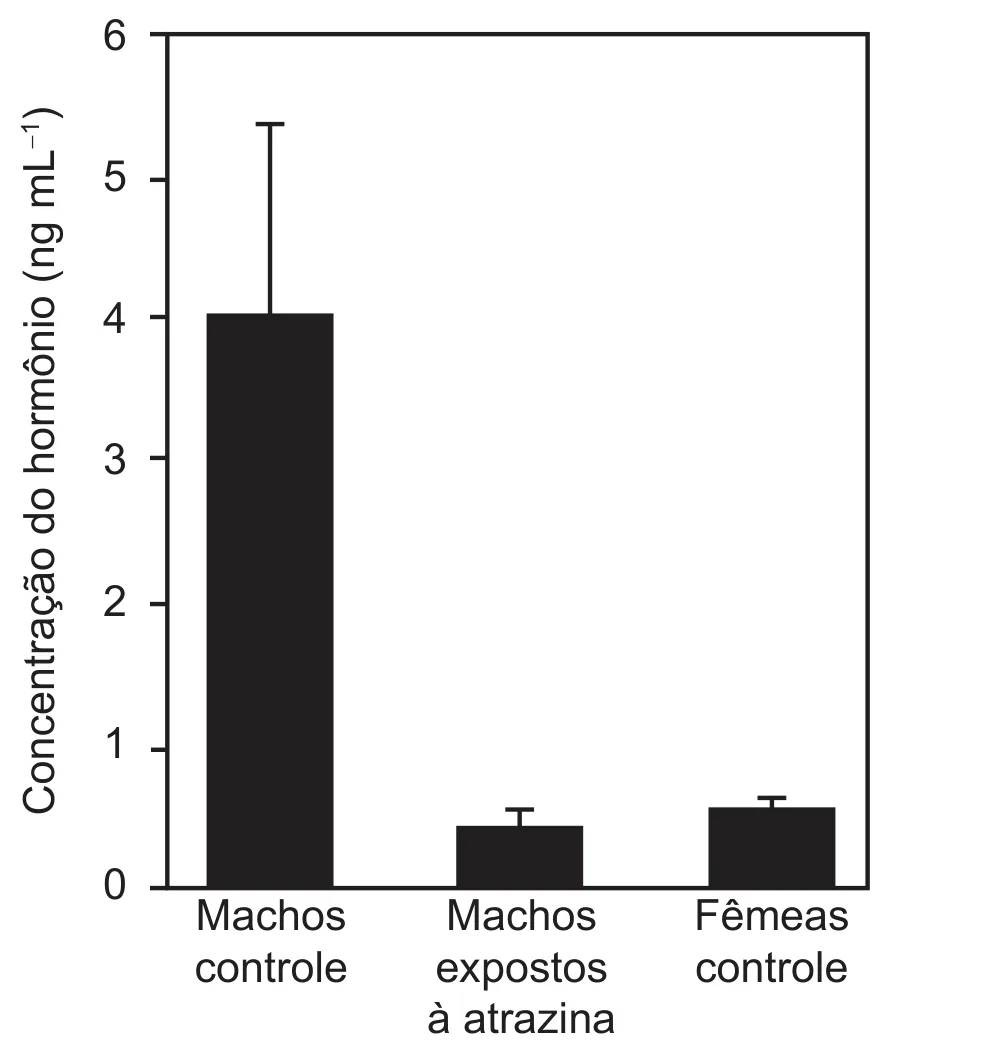 Concentração do hormônio (ng mL⁻¹)
6
5
4
3
2
1
0
Machos
controle
Machos
expostos
à atrazina
Fêmeas
controle